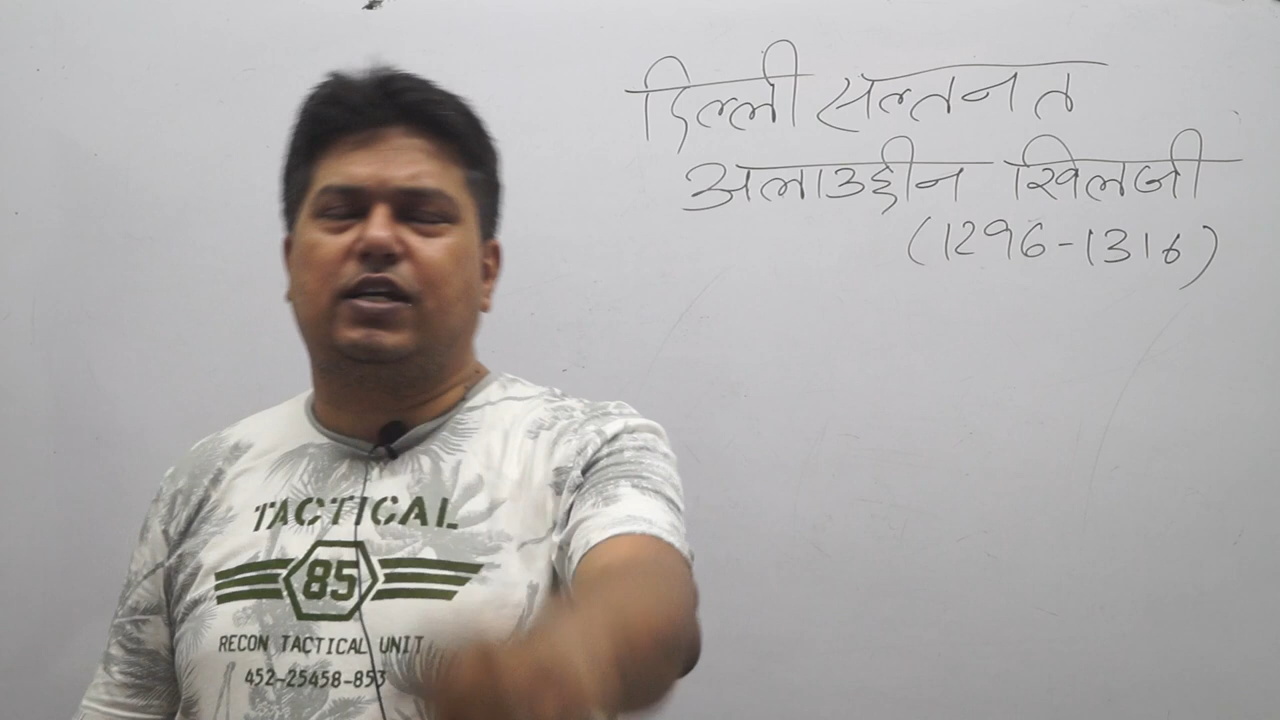 दिल्ली सल्तनत
अलाउद्दीन खिलजी
(1296-1316)
TACTICAL
85
RECON TACTICAL UNIT
452-25458-853